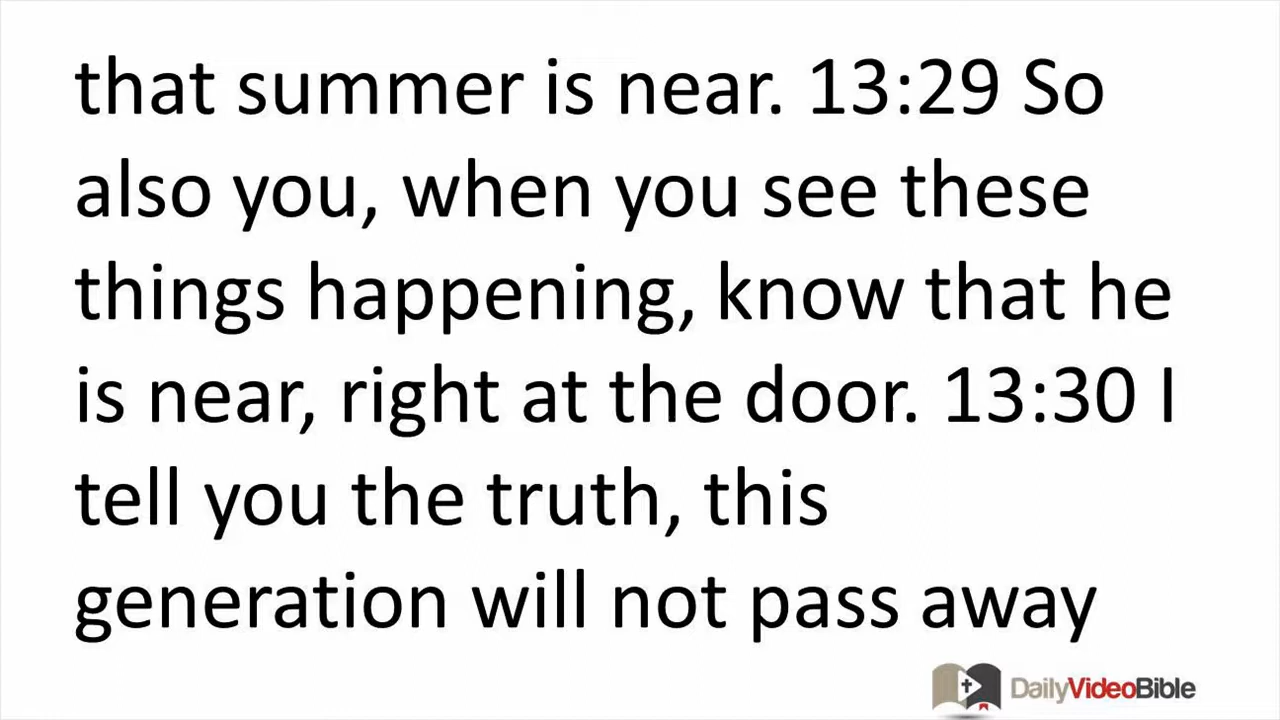 that summer is near. 13:29 So
also you, when you see these
things happening, know that he
is near, right at the door. 13:30 I
tell you the truth, this
generation will not pass away
DailyVideoBible